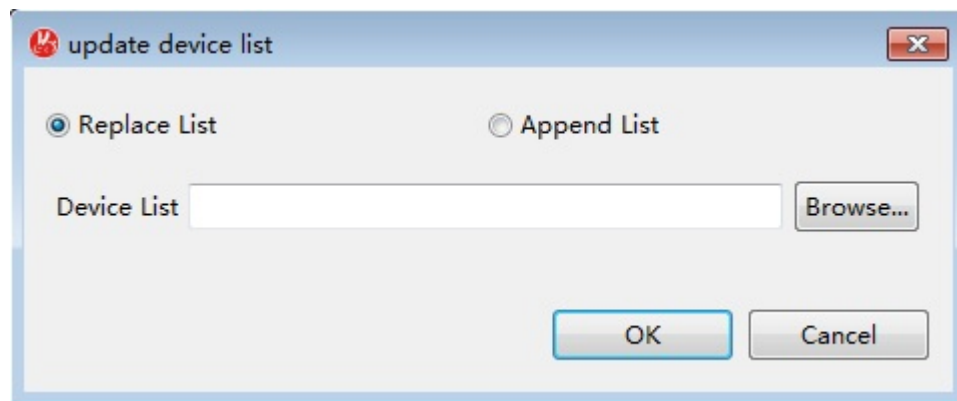 update device list
Replace List Append List
Device List Browse...
OK Cancel